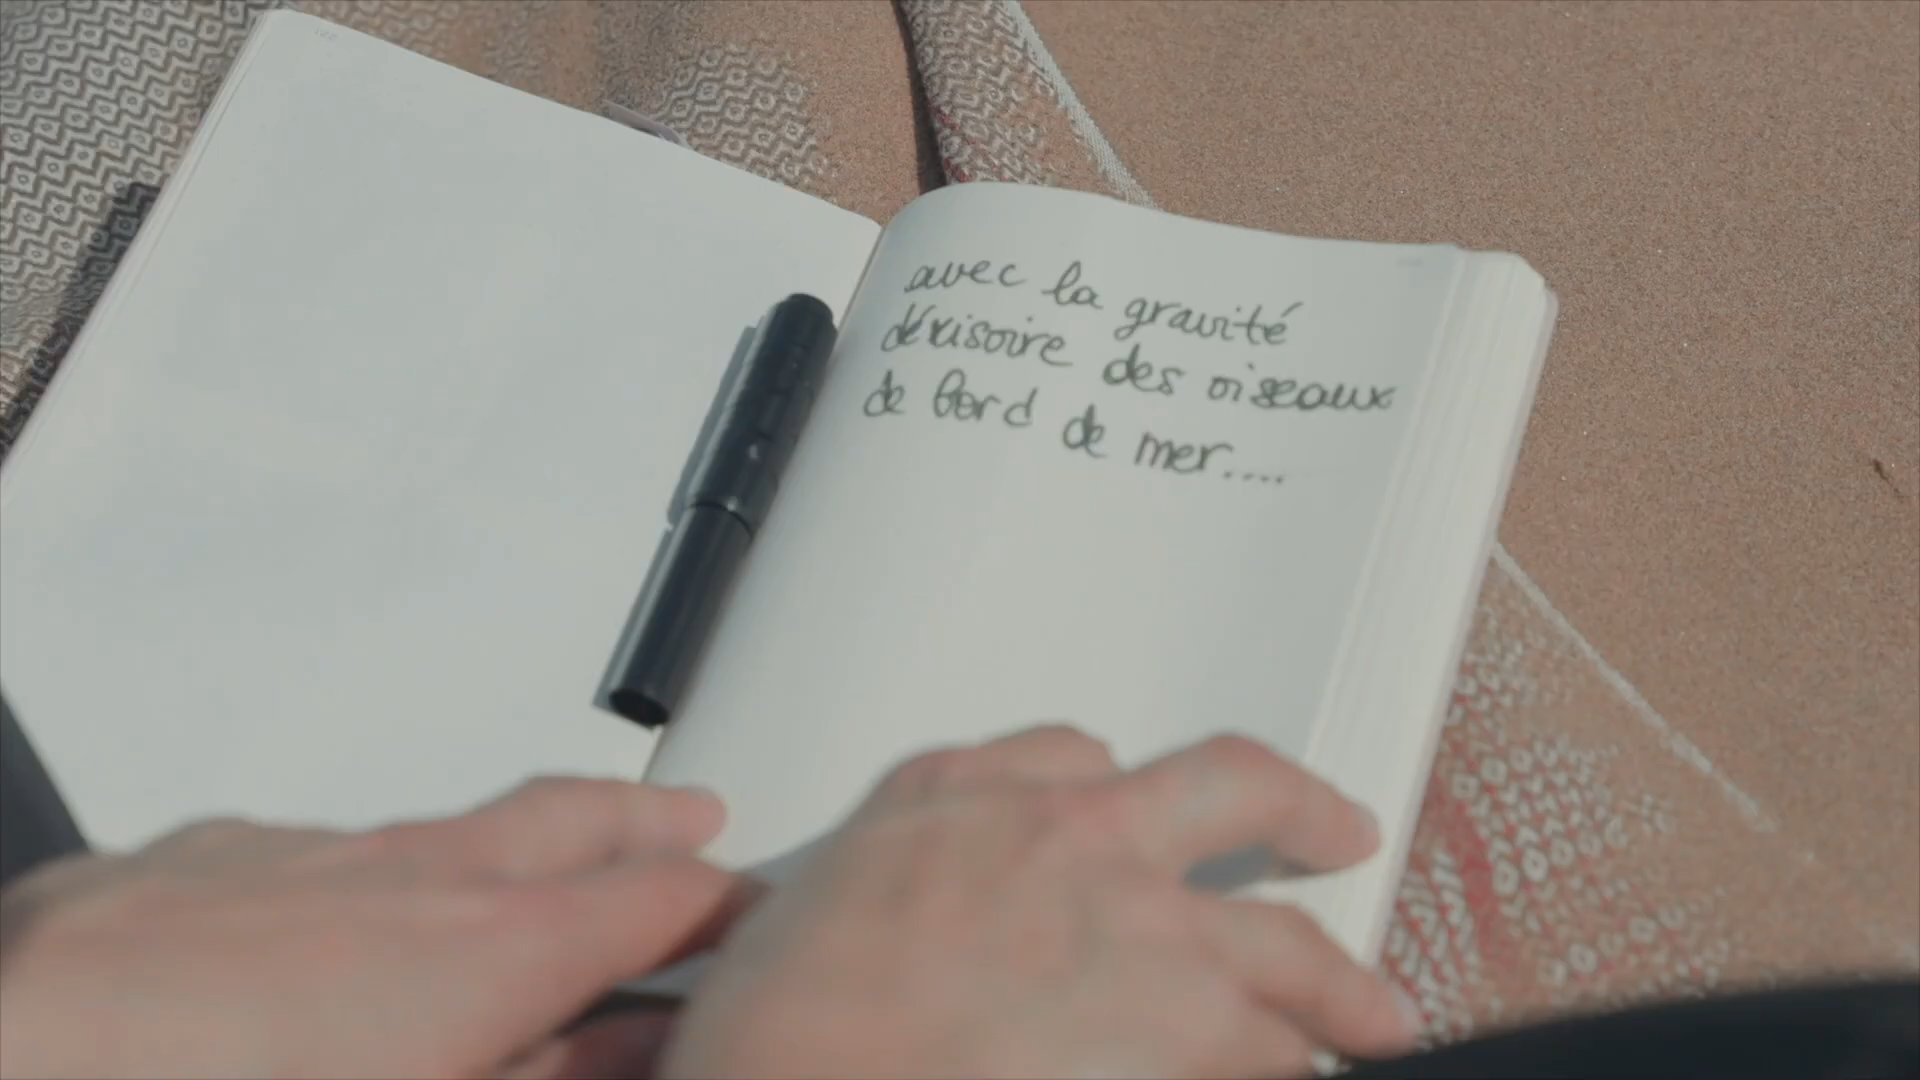 avec la gravité
dérisoire des oiseaux
de bord de mer....